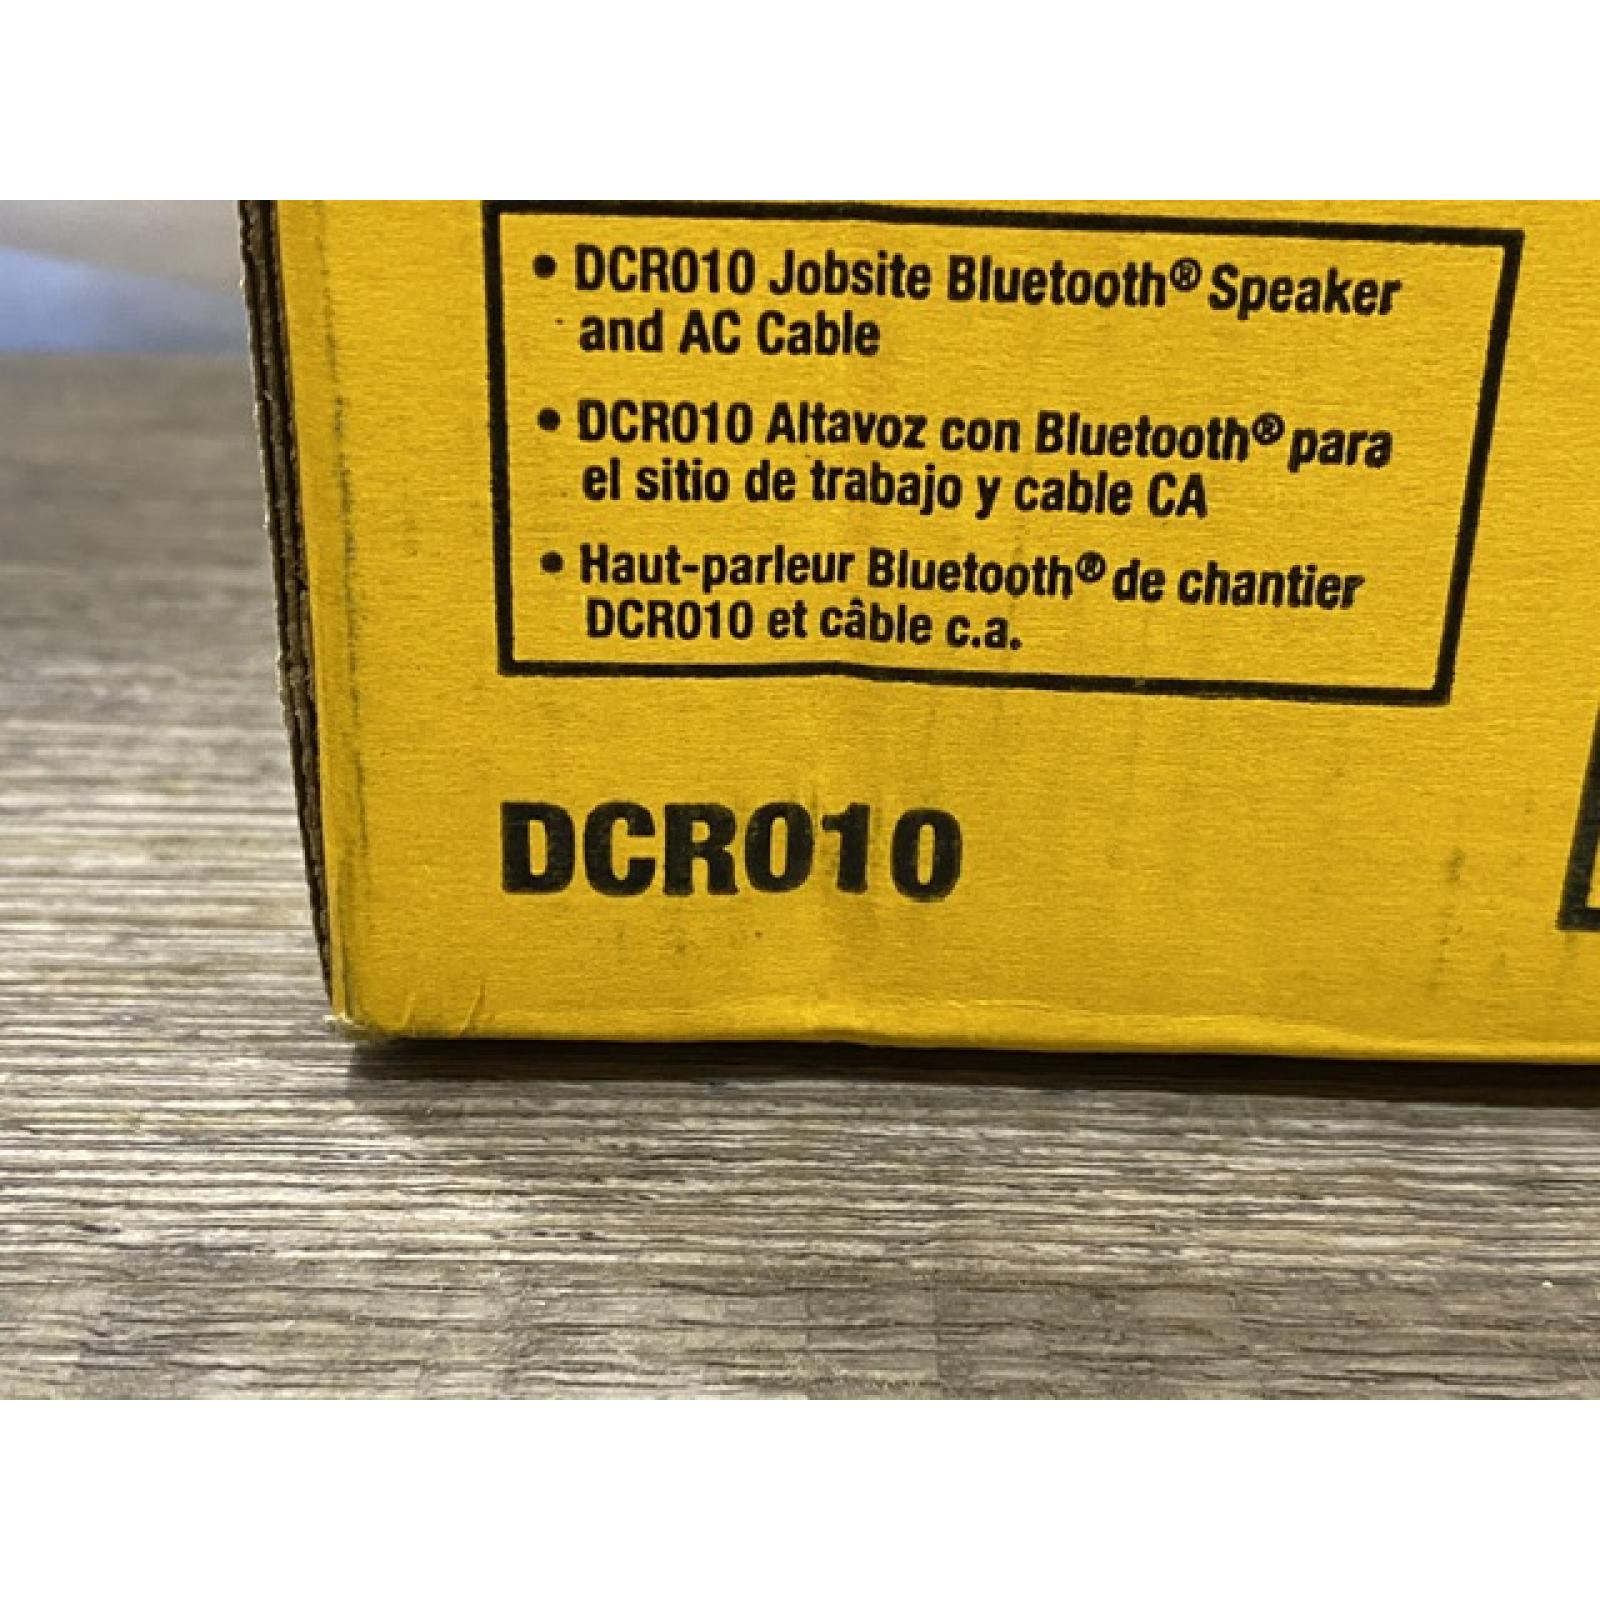 • DCR010 Jobsite Bluetooth® Speaker
and AC Cable
• DCR010 Altavoz con Bluetooth® para
el sitio de trabajo y cable CA
• Haut-parleur Bluetooth® de chantier
DCR010 et câble c.a.
DCR010